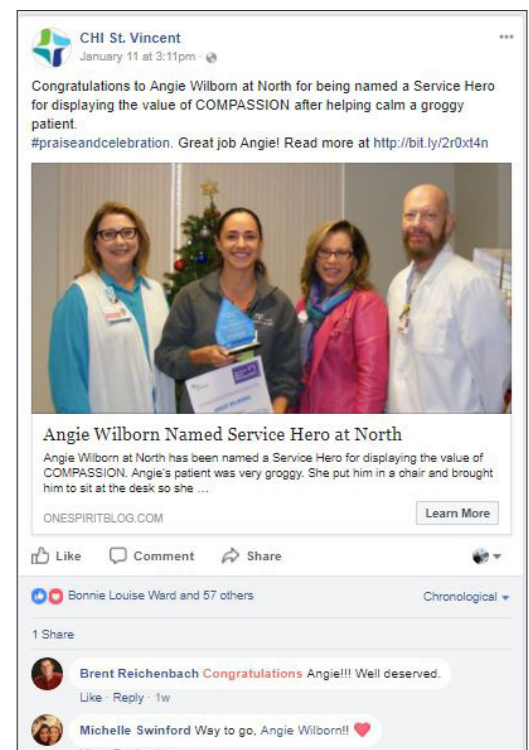 CHI St. Vincent
January 11 at 3:11pm ·
Congratulations to Angie Wilborn at North for being named a Service Hero
for displaying the value of COMPASSION after helping calm a groggy
patient.
#praiseandcelebration. Great job Angie! Read more at http://bit.ly/2r0xt4n
Angie Wilborn Named Service Hero at North
Angie Wilborn at North has been named a Service Hero for displaying the value of
COMPASSION. Angie's patient was very groggy. She put him in a chair and brought
him to sit at the desk so she ...
ONESPIRITBLOG.COM
Learn More
Like Comment Share
Bonnie Louise Ward and 57 others
Chronological
1 Share
Brent Reichenbach Congratulations Angie!!! Well deserved.
Like · Reply · 1w
Michelle Swinford Way to go, Angie Wilborn!! ❤